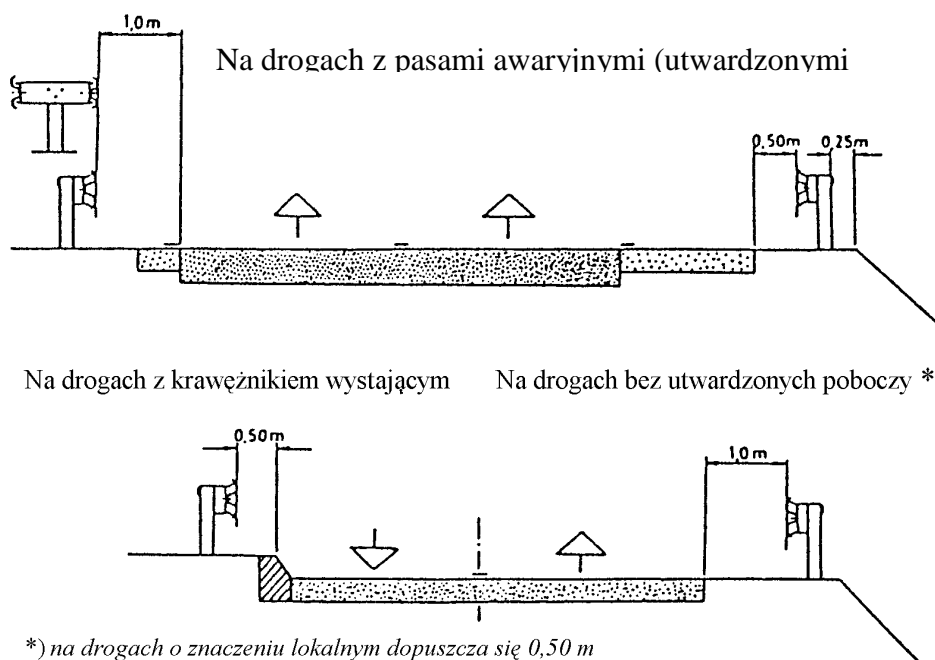 1,0 m
Na drogach z pasami awaryjnymi (utwardzonymi
0,50m 0,25m
Na drogach z krawężnikiem wystającym Na drogach bez utwardzonych poboczy *
0,50 m 1,0 m
*) na drogach o znaczeniu lokalnym dopuszcza się 0,50 m